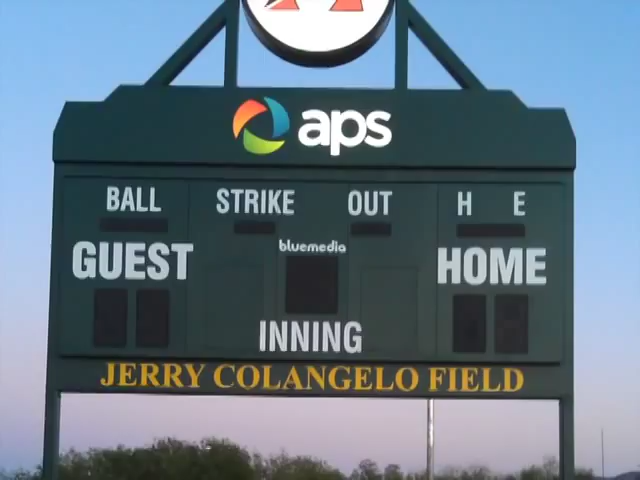 aps
BALL STRIKE OUT H E
bluemedia
GUEST HOME
INNING
JERRY COLANGELO FIELD